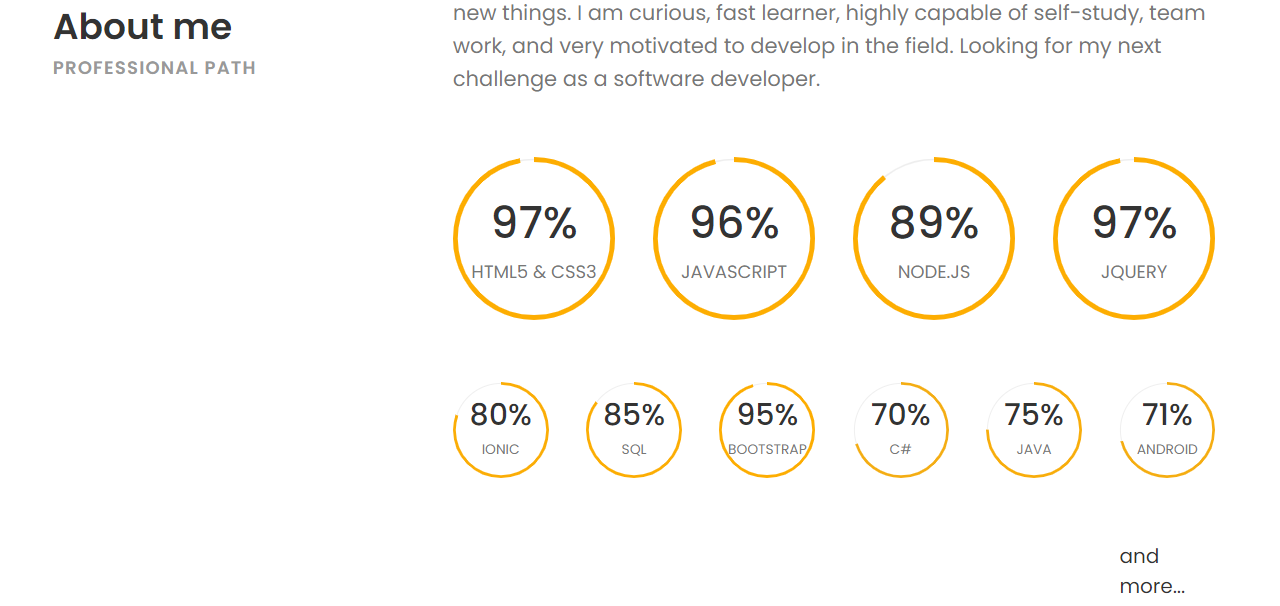 About me
PROFESSIONAL PATH
new things. I am curious, fast learner, highly capable of self-study, team
work, and very motivated to develop in the field. Looking for my next
challenge as a software developer.
97%
HTML5 & CSS3
96%
JAVASCRIPT
89%
NODE.JS
97%
JQUERY
80%
IONIC
85%
SQL
95%
BOOTSTRAP
70%
C#
75%
JAVA
71%
ANDROID
and
more...